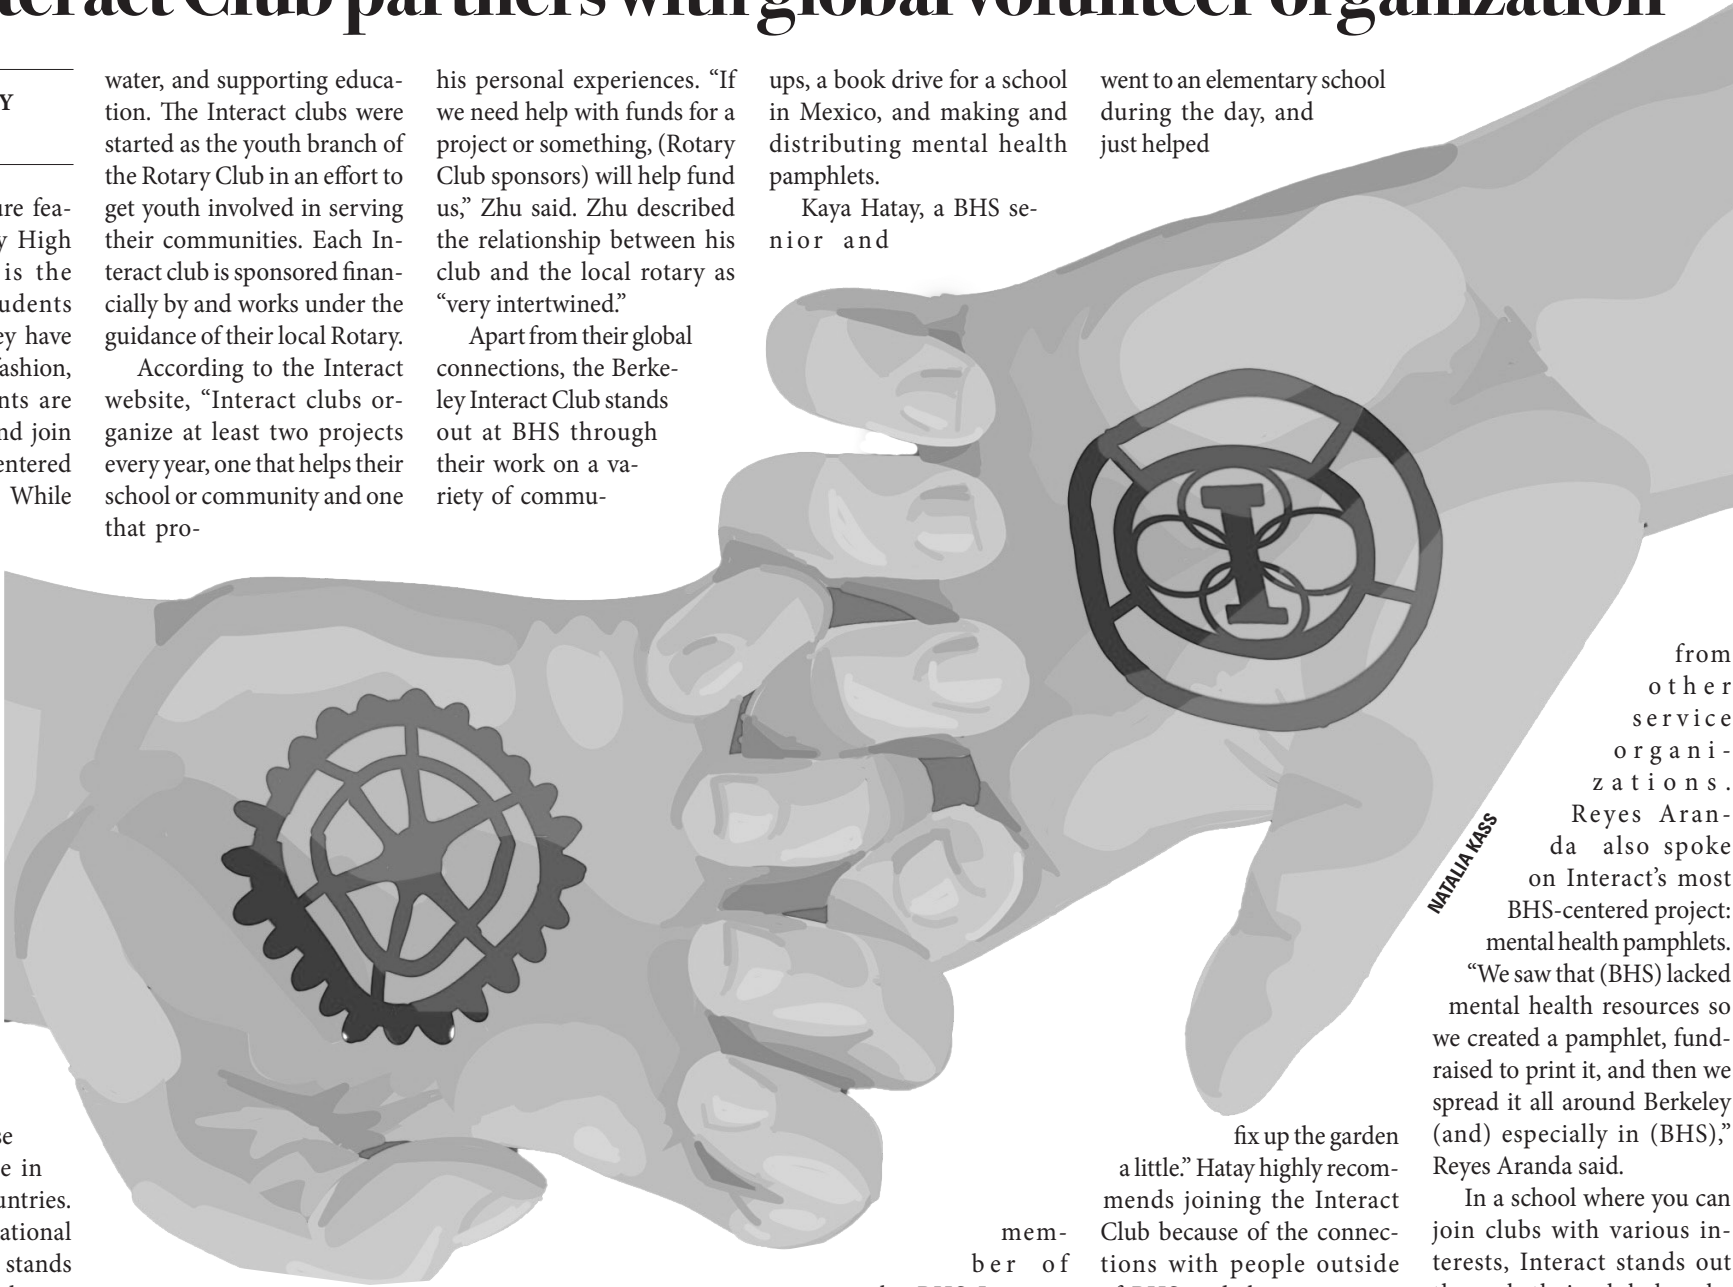 teract Club partners with global volunteer organization
Y
ure fea-
y High
is the
udents
ey have
fashion,
nts are
nd join
entered
While
se
e in
untries.
ational
stands
water, and supporting educa-
tion. The Interact clubs were
started as the youth branch of
the Rotary Club in an effort to
get youth involved in serving
their communities. Each In-
teract club is sponsored finan-
cially by and works under the
guidance of their local Rotary.
According to the Interact
website, “Interact clubs or-
ganize at least two projects
every year, one that helps their
school or community and one
that pro-
his personal experiences. “If
we need help with funds for a
project or something, (Rotary
Club sponsors) will help fund
us,” Zhu said. Zhu described
the relationship between his
club and the local rotary as
“very intertwined.”
Apart from their global
connections, the Berke-
ley Interact Club stands
out at BHS through
their work on a va-
riety of commu-
ups, a book drive for a school
in Mexico, and making and
distributing mental health
pamphlets.
Kaya Hatay, a BHS se-
nior and
mem-
ber of
went to an elementary school
during the day, and
just helped
fix up the garden
a little.” Hatay highly recom-
mends joining the Interact
Club because of the connec-
tions with people outside
from
other
service
organi-
zations.
Reyes Aran-
da also spoke
on Interact’s most
BHS-centered project:
mental health pamphlets.
“We saw that (BHS) lacked
mental health resources so
we created a pamphlet, fund-
raised to print it, and then we
spread it all around Berkeley
(and) especially in (BHS),”
Reyes Aranda said.
In a school where you can
join clubs with various in-
terests, Interact stands out
NATALIA KASS
I